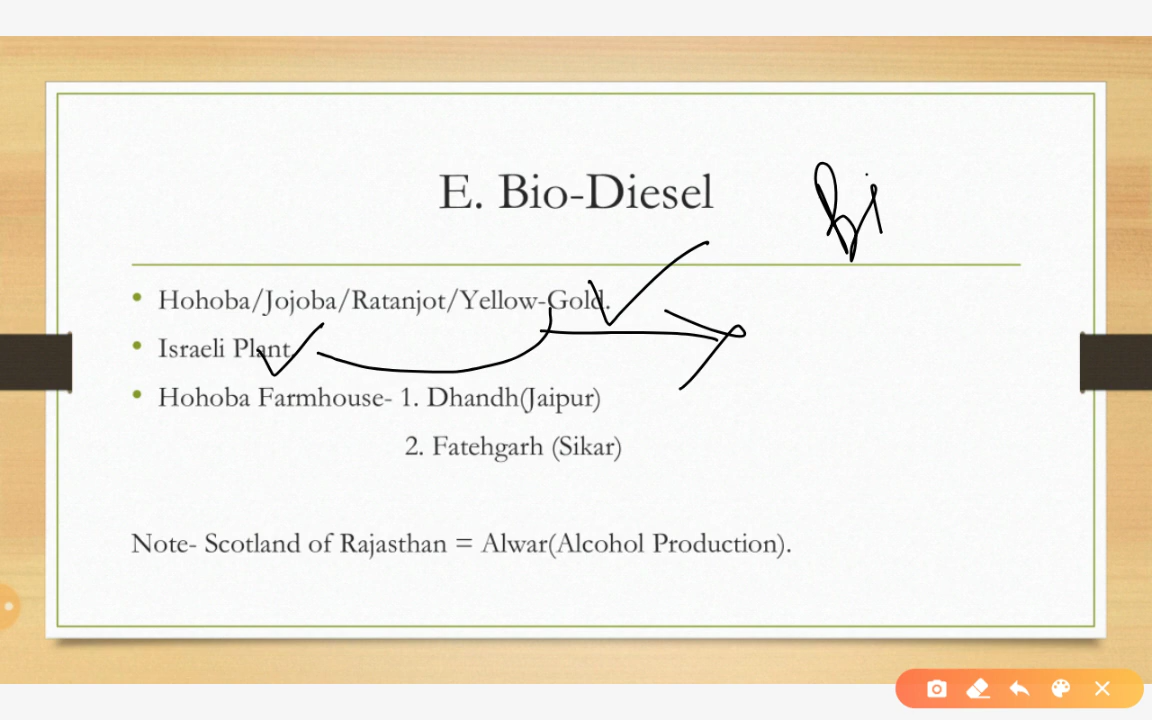 E. Bio-Diesel
Hohoba/Jojoba/Ratanjot/Yellow-Gold.
Israeli Plant
Hohoba Farmhouse- 1. Dhandh(Jaipur)
2. Fatehgarh (Sikar)
Note- Scotland of Rajasthan = Alwar(Alcohol Production).